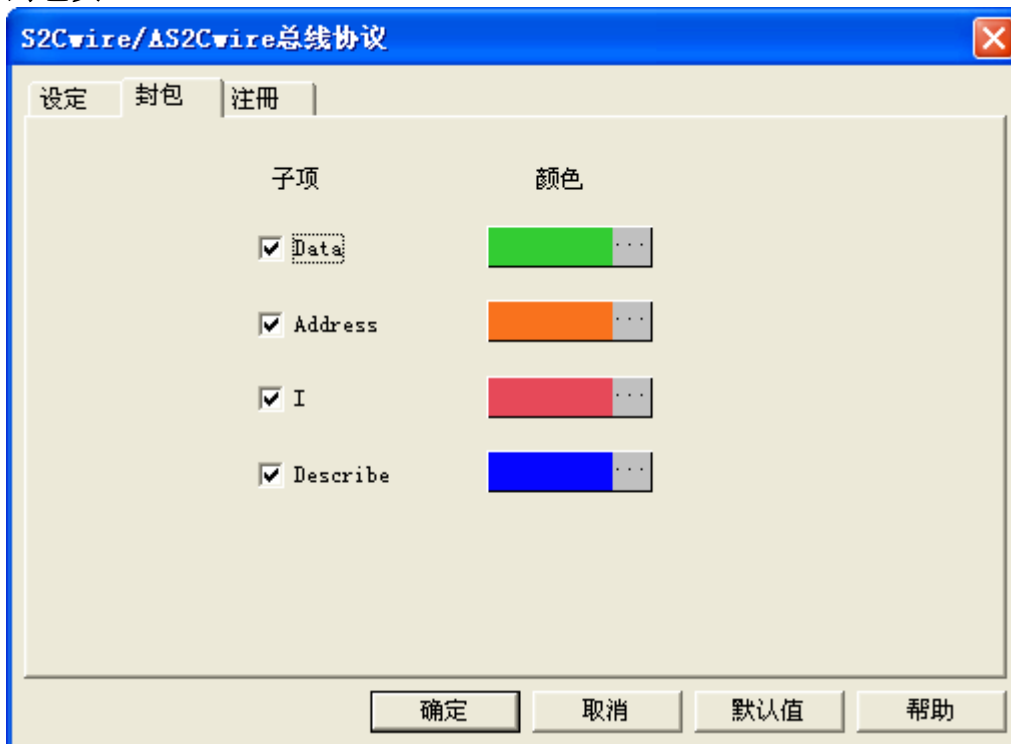 S2Cwire/AS2Cwire总线协议
设定 封包 注冊
子项 颜色
Data ...
Address ...
I ...
Describe ...
确定 取消 默认值 帮助